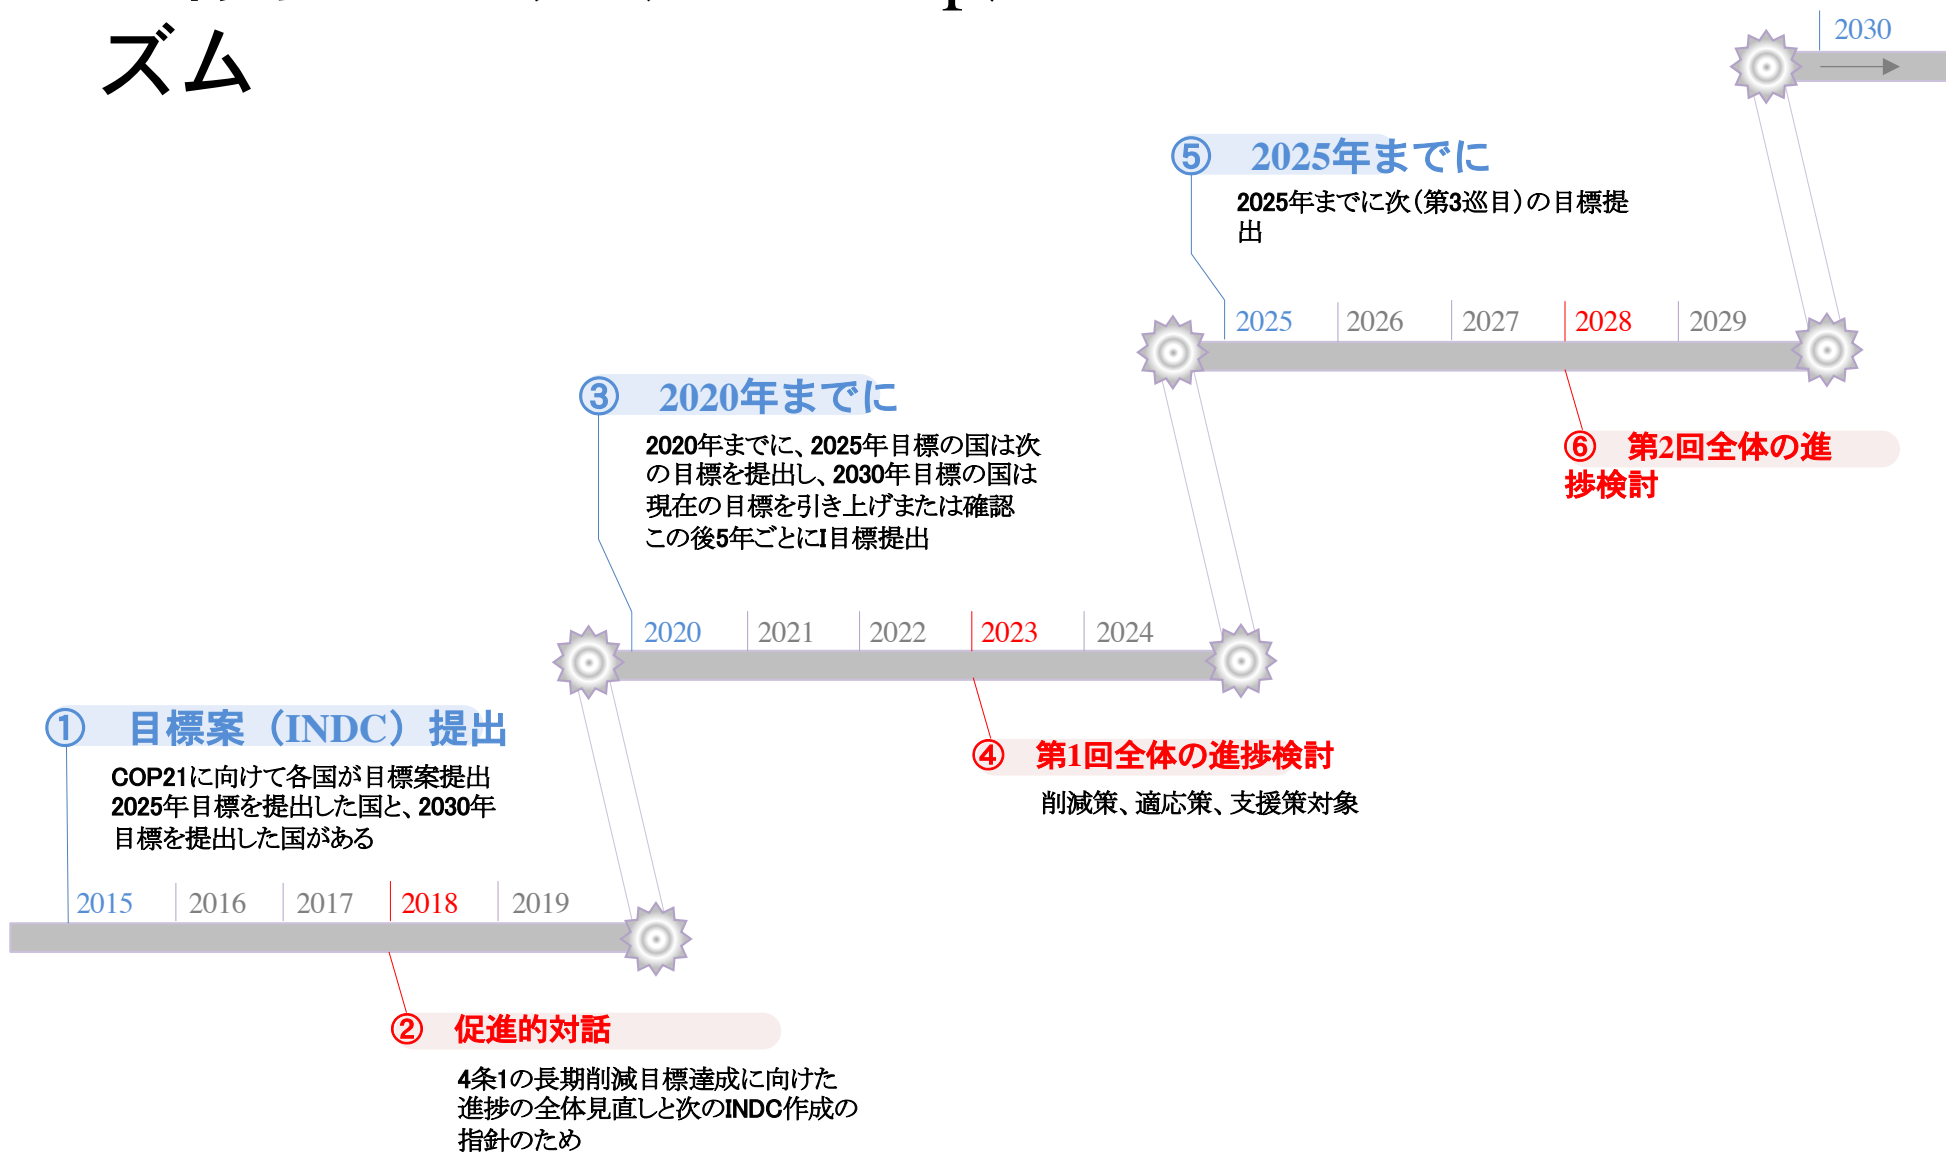 ズム
2030
⑤ 2025年までに
2025年までに次（第3巡目）の目標提
出
2025 2026 2027 2028 2029
⑥ 第2回全体の進
捗検討
③ 2020年までに
2020年までに、2025年目標の国は次
の目標を提出し、2030年目標の国は
現在の目標を引き上げまたは確認
この後5年ごとにI目標提出
2020 2021 2022 2023 2024
④ 第1回全体の進捗検討
削減策、適応策、支援策対象
① 目標案（INDC）提出
COP21に向けて各国が目標案提出
2025年目標を提出した国と、2030年
目標を提出した国がある
2015 2016 2017 2018 2019
② 促進的対話
4条1の長期削減目標達成に向けた
進捗の全体見直しと次のINDC作成の
指針のため